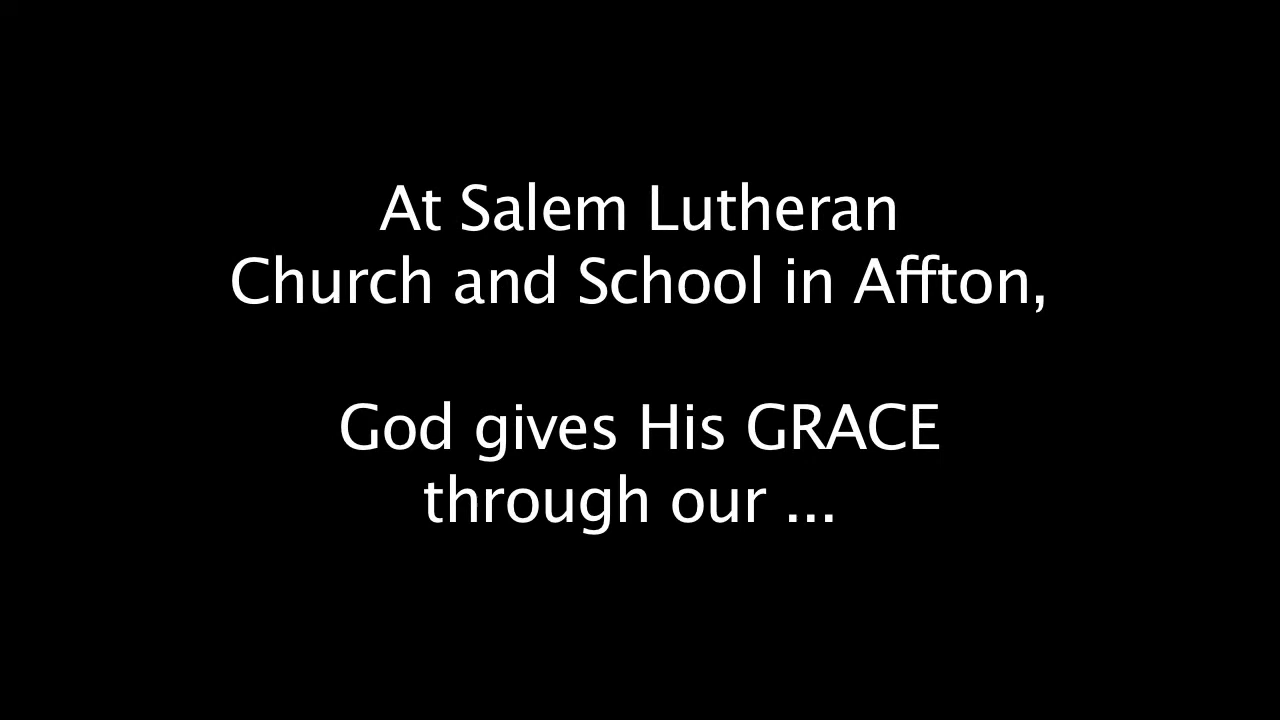 At Salem Lutheran
Church and School in Affton,
God gives His GRACE
through our ...